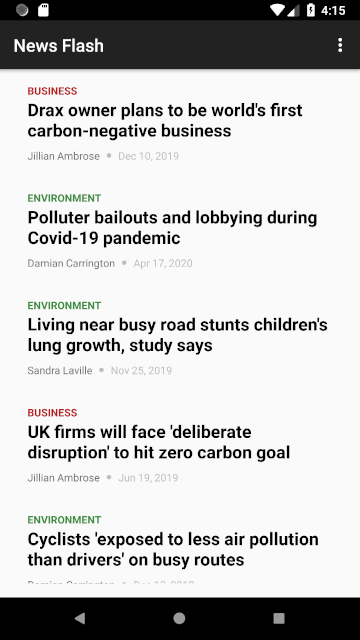 4:15
News Flash
BUSINESS
Drax owner plans to be world's first
carbon-negative business
Jillian Ambrose • Dec 10, 2019
ENVIRONMENT
Polluter bailouts and lobbying during
Covid-19 pandemic
Damian Carrington • Apr 17, 2020
ENVIRONMENT
Living near busy road stunts children's
lung growth, study says
Sandra Laville • Nov 25, 2019
BUSINESS
UK firms will face 'deliberate
disruption' to hit zero carbon goal
Jillian Ambrose • Jun 19, 2019
ENVIRONMENT
Cyclists 'exposed to less air pollution
than drivers' on busy routes
Damian Carrington •